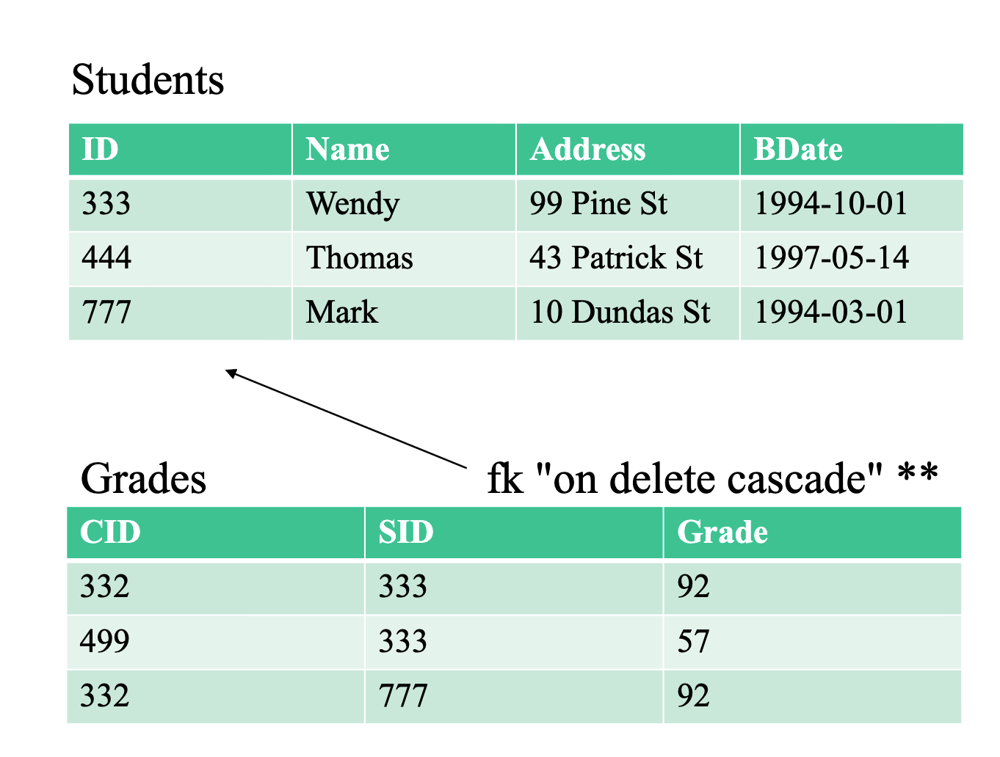 Students
ID Name Address BDate
333 Wendy 99 Pine St 1994-10-01
444 Thomas 43 Patrick St 1997-05-14
777 Mark 10 Dundas St 1994-03-01
Grades fk "on delete cascade" **
CID SID Grade
332 333 92
499 333 57
332 777 92